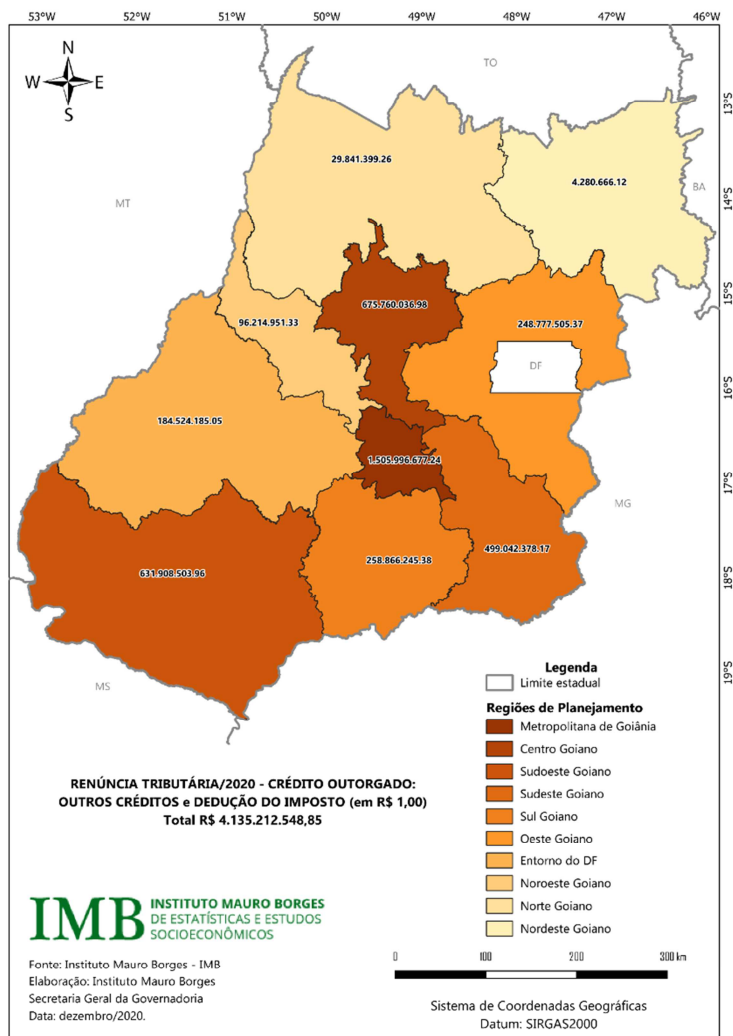 53°W 52°W 51°W 50°W 49°W 48°W 47°W 46°W
N
W E
S
TO
13°S
29.841.399.26
4.280.666.12
BA
MT
14°S
675.760.036.98
15°S
96.214.951.33
248.777.505.37
DF
16°S
184.524.185.05
1.505.996.677.24
17°S
MG
499.042.378.17
258.866.245.38
631.908.503.96
18°S
19°S
MS
Legenda
Limite estadual
Regiões de Planejamento
Metropolitana de Goiânia
Centro Goiano
Sudoeste Goiano
Sudeste Goiano
Sul Goiano
Oeste Goiano
Entorno do DF
Noroeste Goiano
Norte Goiano
Nordeste Goiano
RENÚNCIA TRIBUTÁRIA/2020 - CRÉDITO OUTORGADO:
OUTROS CRÉDITOS e DEDUÇÃO DO IMPOSTO (em R$ 1,00)
Total R$ 4.135.212.548,85
IMB INSTITUTO MAURO BORGES
DE ESTATÍSTICAS E ESTUDOS
SOCIOECONÔMICOS
Fonte: Instituto Mauro Borges - IMB
Elaboração: Instituto Mauro Borges
Secretaria Geral da Governadoria
Data: dezembro/2020.
0 100 200 300 km
Sistema de Coordenadas Geográficas
Datum: SIRGAS2000